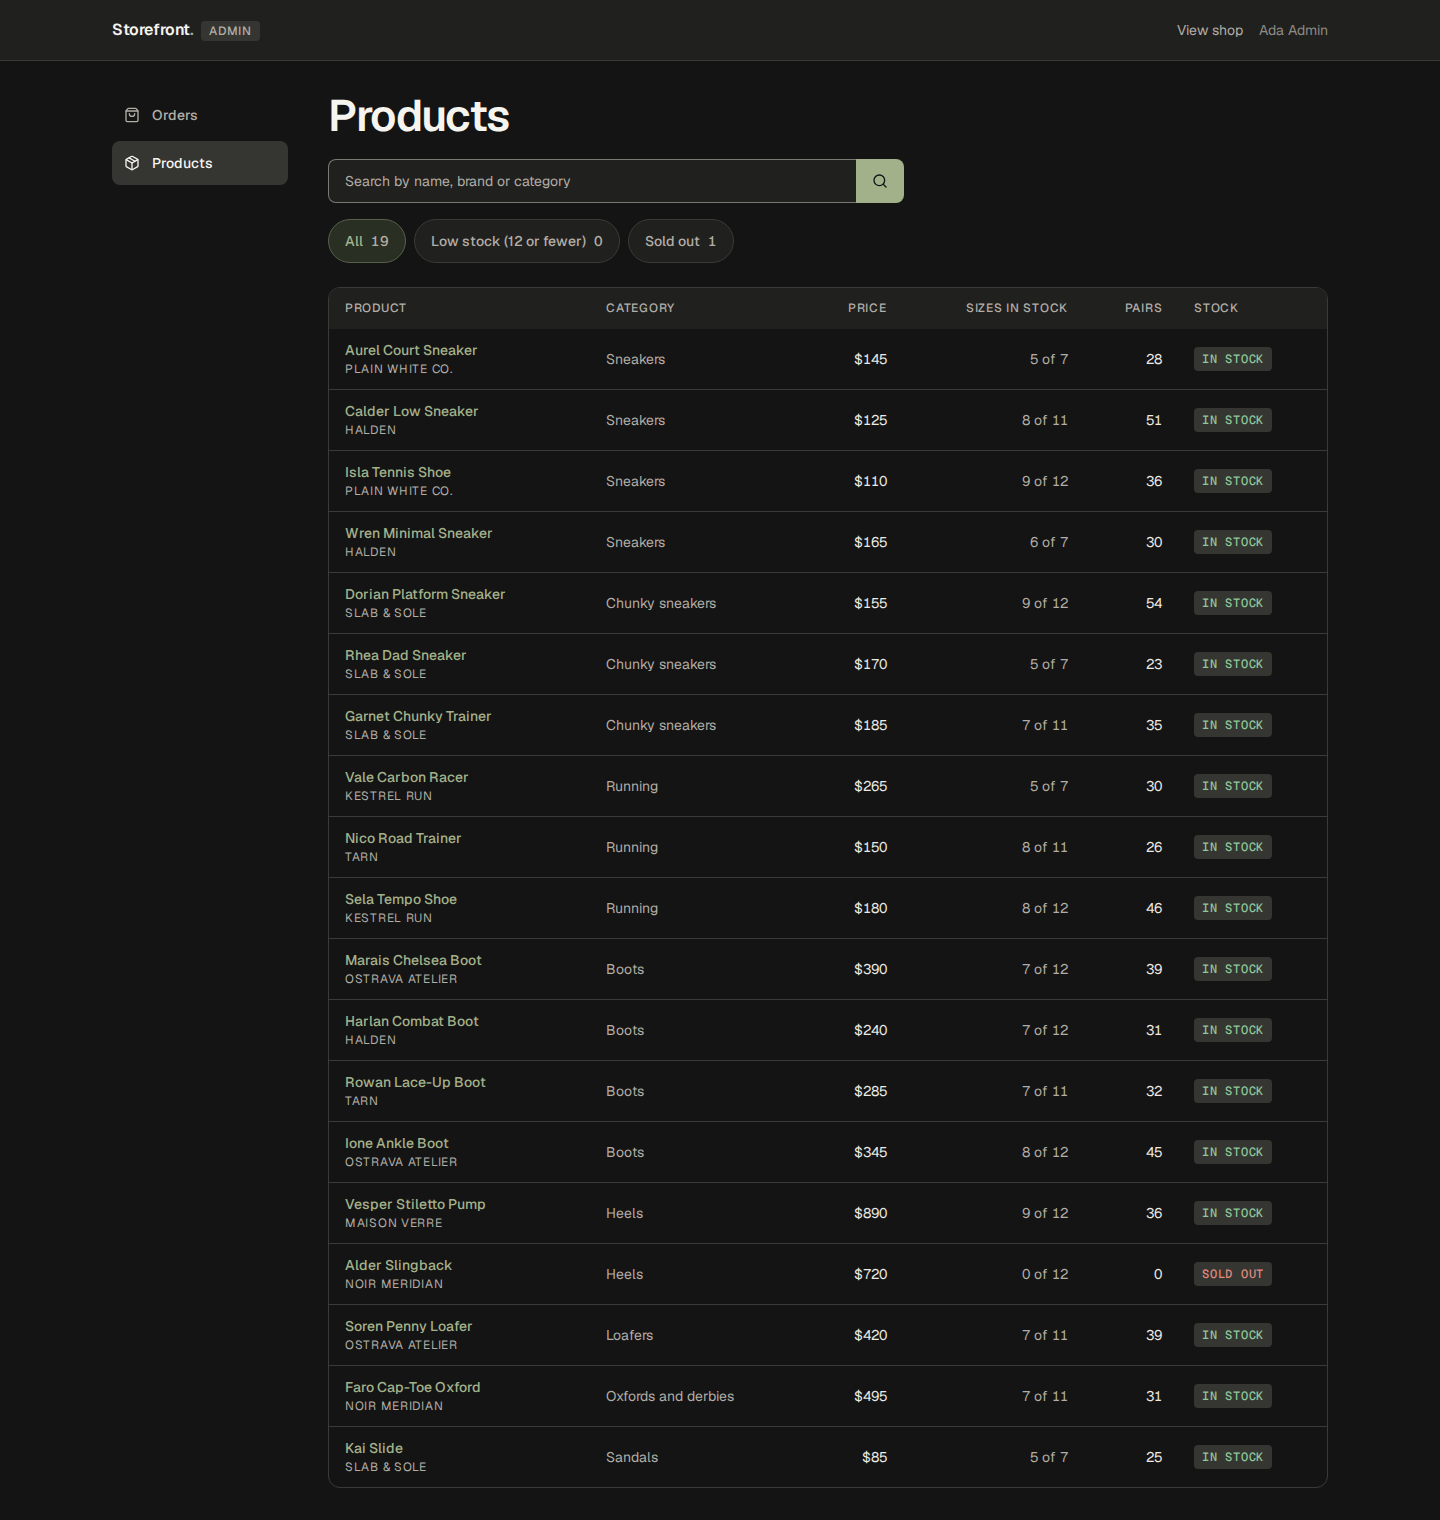 Storefront. ADMIN View shop Ada Admin
Orders
Products
Products
Search by name, brand or category
All 19 Low stock (12 or fewer) 0 Sold out 1
PRODUCT CATEGORY PRICE SIZES IN STOCK PAIRS STOCK
Aurel Court Sneaker
PLAIN WHITE CO.
Sneakers $145 5 of 7 28 IN STOCK
Calder Low Sneaker
HALDEN
Sneakers $125 8 of 11 51 IN STOCK
Isla Tennis Shoe
PLAIN WHITE CO.
Sneakers $110 9 of 12 36 IN STOCK
Wren Minimal Sneaker
HALDEN
Sneakers $165 6 of 7 30 IN STOCK
Dorian Platform Sneaker
SLAB & SOLE
Chunky sneakers $155 9 of 12 54 IN STOCK
Rhea Dad Sneaker
SLAB & SOLE
Chunky sneakers $170 5 of 7 23 IN STOCK
Garnet Chunky Trainer
SLAB & SOLE
Chunky sneakers $185 7 of 11 35 IN STOCK
Vale Carbon Racer
KESTREL RUN
Running $265 5 of 7 30 IN STOCK
Nico Road Trainer
TARN
Running $150 8 of 11 26 IN STOCK
Sela Tempo Shoe
KESTREL RUN
Running $180 8 of 12 46 IN STOCK
Marais Chelsea Boot
OSTRAVA ATELIER
Boots $390 7 of 12 39 IN STOCK
Harlan Combat Boot
HALDEN
Boots $240 7 of 12 31 IN STOCK
Rowan Lace-Up Boot
TARN
Boots $285 7 of 11 32 IN STOCK
Ione Ankle Boot
OSTRAVA ATELIER
Boots $345 8 of 12 45 IN STOCK
Vesper Stiletto Pump
MAISON VERRE
Heels $890 9 of 12 36 IN STOCK
Alder Slingback
NOIR MERIDIAN
Heels $720 0 of 12 0 SOLD OUT
Soren Penny Loafer
OSTRAVA ATELIER
Loafers $420 7 of 11 39 IN STOCK
Faro Cap-Toe Oxford
NOIR MERIDIAN
Oxfords and derbies $495 7 of 11 31 IN STOCK
Kai Slide
SLAB & SOLE
Sandals $85 5 of 7 25 IN STOCK